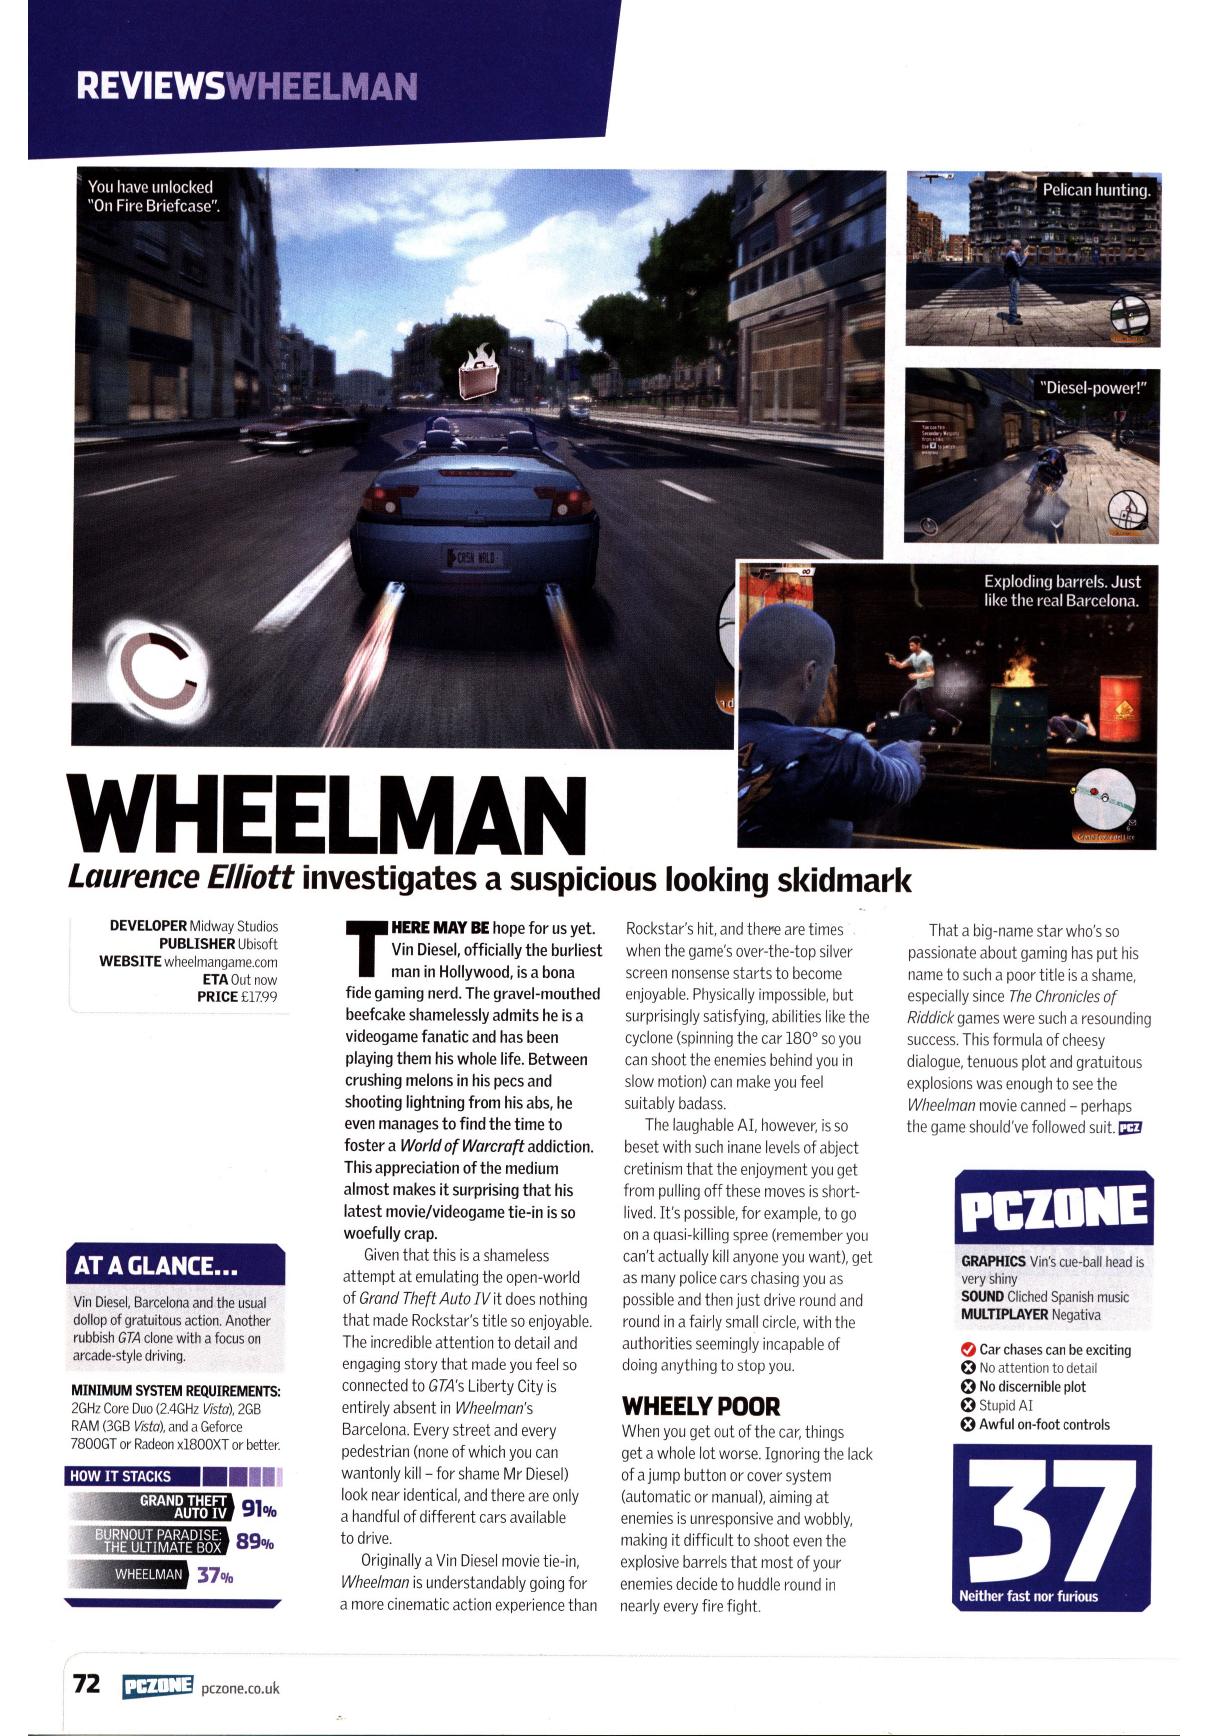 REVIEWSWHEELMAN
You have unlocked
"On Fire Briefcase".
CRSN WRLD
Pelican hunting.
"Diesel-power!"
Exploding barrels. Just
like the real Barcelona.
WHEELMAN
Laurence Elliott investigates a suspicious looking skidmark
DEVELOPER Midway Studios
PUBLISHER Ubisoft
WEBSITE wheelmangame.com
ETA Out now
PRICE £17.99
AT A GLANCE...
Vin Diesel, Barcelona and the usual
dollop of gratuitous action. Another
rubbish GTA clone with a focus on
arcade-style driving.
MINIMUM SYSTEM REQUIREMENTS:
2GHz Core Duo (2.4GHz Vista), 2GB
RAM (3GB Vista), and a Geforce
7800GT or Radeon x1800XT or better.
HOW IT STACKS
GRAND THEFT
AUTO IV 91%
BURNOUT PARADISE:
THE ULTIMATE BOX 89%
WHEELMAN 37%
THERE MAY BE hope for us yet.
Vin Diesel, officially the burliest
man in Hollywood, is a bona
fide gaming nerd. The gravel-mouthed
beefcake shamelessly admits he is a
videogame fanatic and has been
playing them his whole life. Between
crushing melons in his pecs and
shooting lightning from his abs, he
even manages to find the time to
foster a World of Warcraft addiction.
This appreciation of the medium
almost makes it surprising that his
latest movie/videogame tie-in is so
woefully crap.
Given that this is a shameless
attempt at emulating the open-world
of Grand Theft Auto IV it does nothing
that made Rockstar's title so enjoyable.
The incredible attention to detail and
engaging story that made you feel so
connected to GTA's Liberty City is
entirely absent in Wheelman's
Barcelona. Every street and every
pedestrian (none of which you can
wantonly kill – for shame Mr Diesel)
look near identical, and there are only
a handful of different cars available
to drive.
Originally a Vin Diesel movie tie-in,
Wheelman is understandably going for
a more cinematic action experience than
Rockstar's hit, and there are times
when the game's over-the-top silver
screen nonsense starts to become
enjoyable. Physically impossible, but
surprisingly satisfying, abilities like the
cyclone (spinning the car 180° so you
can shoot the enemies behind you in
slow motion) can make you feel
suitably badass.
The laughable AI, however, is so
beset with such inane levels of abject
cretinism that the enjoyment you get
from pulling off these moves is short-
lived. It's possible, for example, to go
on a quasi-killing spree (remember you
can't actually kill anyone you want), get
as many police cars chasing you as
possible and then just drive round and
round in a fairly small circle, with the
authorities seemingly incapable of
doing anything to stop you.
WHEELY POOR
When you get out of the car, things
get a whole lot worse. Ignoring the lack
of a jump button or cover system
(automatic or manual), aiming at
enemies is unresponsive and wobbly,
making it difficult to shoot even the
explosive barrels that most of your
enemies decide to huddle round in
nearly every fire fight.
That a big-name star who's so
passionate about gaming has put his
name to such a poor title is a shame,
especially since The Chronicles of
Riddick games were such a resounding
success. This formula of cheesy
dialogue, tenuous plot and gratuitous
explosions was enough to see the
Wheelman movie canned – perhaps
the game should've followed suit. PCZ
PCZONE
GRAPHICS Vin's cue-ball head is
very shiny
SOUND Cliched Spanish music
MULTIPLAYER Negativa
Car chases can be exciting
No attention to detail
No discernible plot
Stupid AI
Awful on-foot controls
37
Neither fast nor furious
72 PCZONE pczone.co.uk